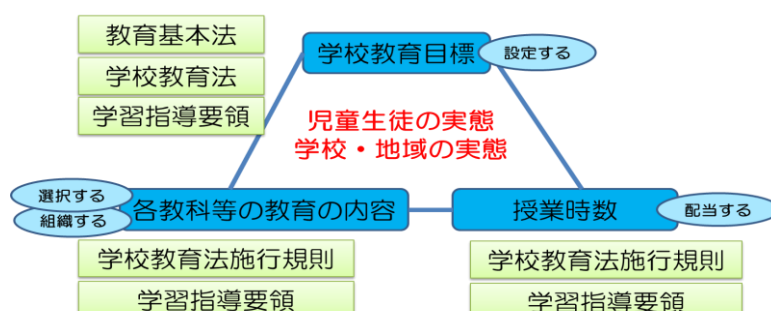 教育基本法
学校教育法
学習指導要領
学校教育目標
設定する
児童生徒の実態
学校・地域の実態
選択する
組織する
各教科等の教育の内容
授業時数
配当する
学校教育法施行規則
学習指導要領
学校教育法施行規則
学習指導要領